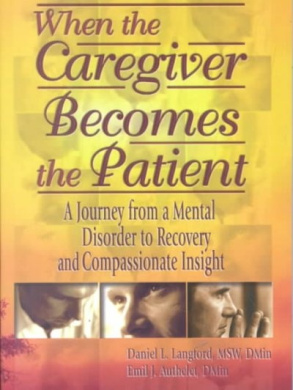 When the
Caregiver
Becomes
the Patient
A Journey from a Mental
Disorder to Recovery
and Compassionate Insight
Daniel L. Langford, MSW, DMin
Emil J. Authelet, DMin